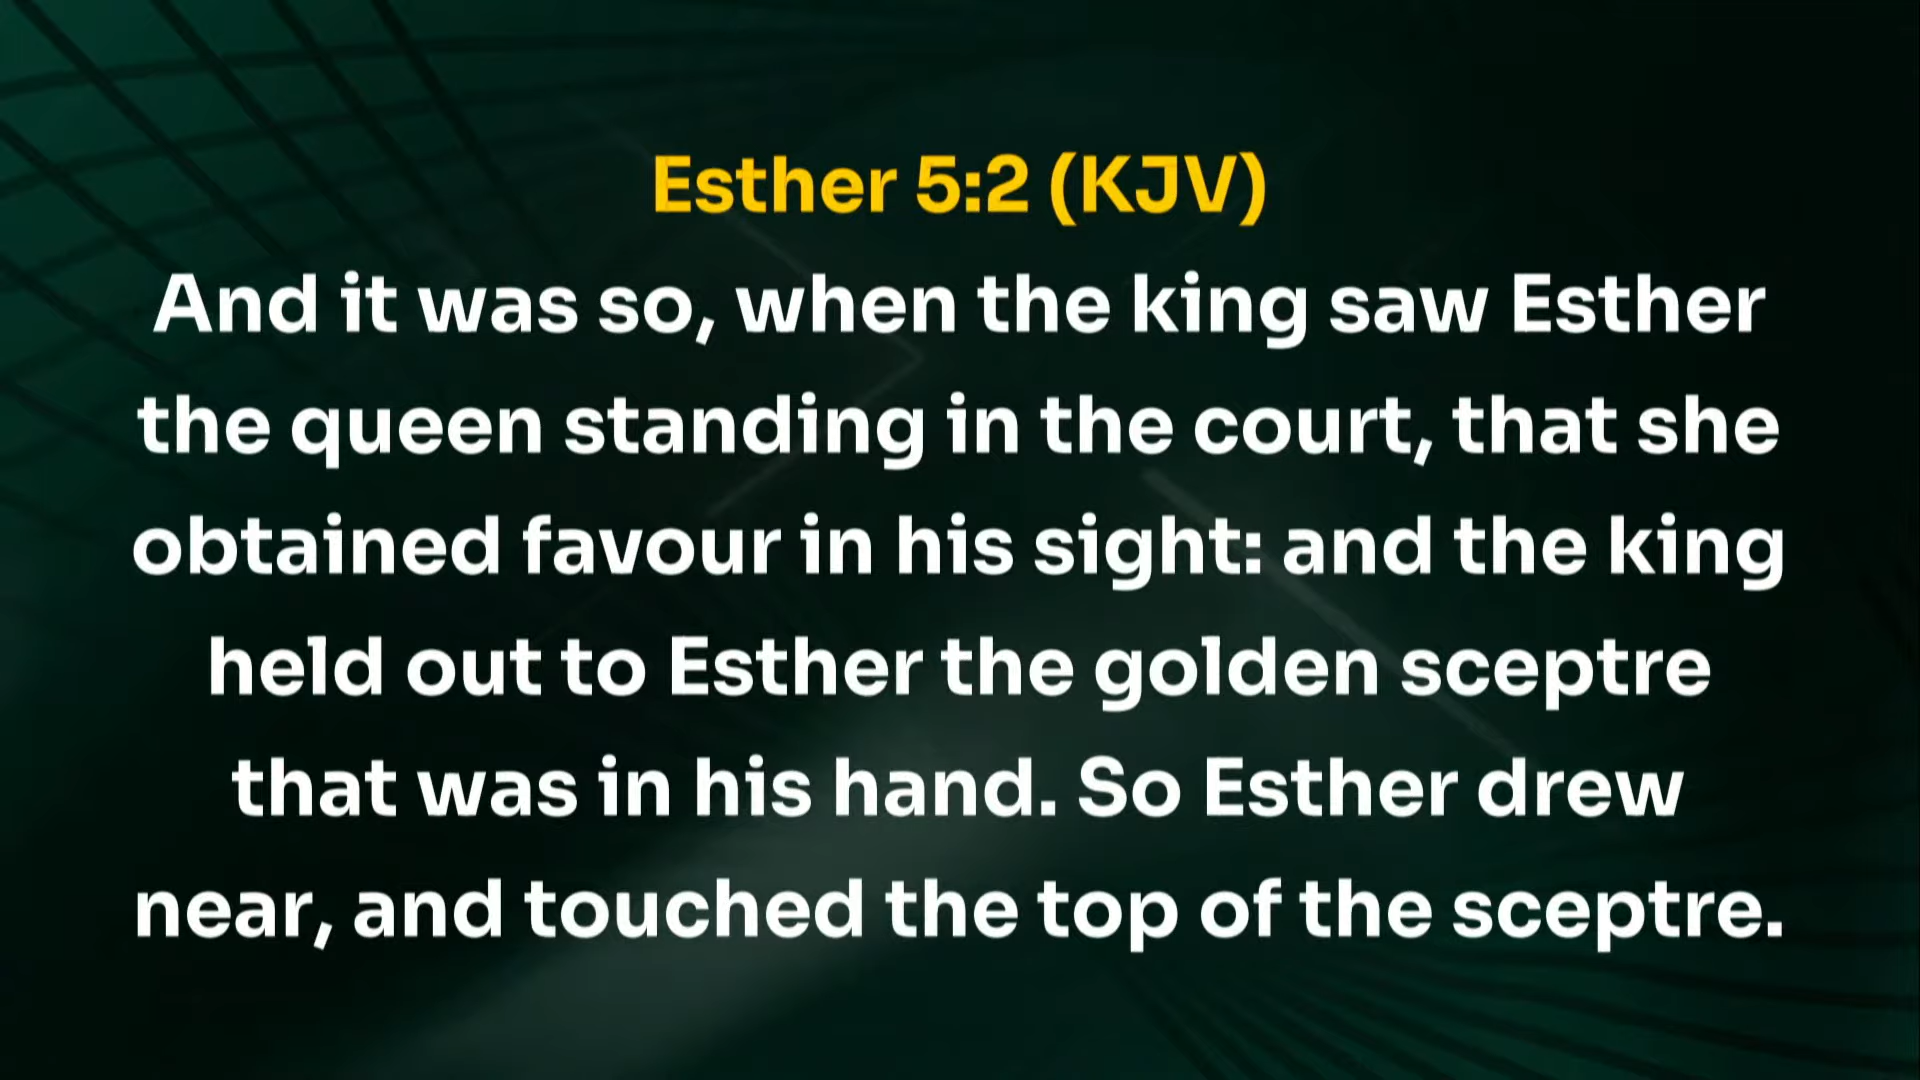 Esther 5:2 (KJV)
And it was so, when the king saw Esther
the queen standing in the court, that she
obtained favour in his sight: and the king
held out to Esther the golden sceptre
that was in his hand. So Esther drew
near, and touched the top of the sceptre.